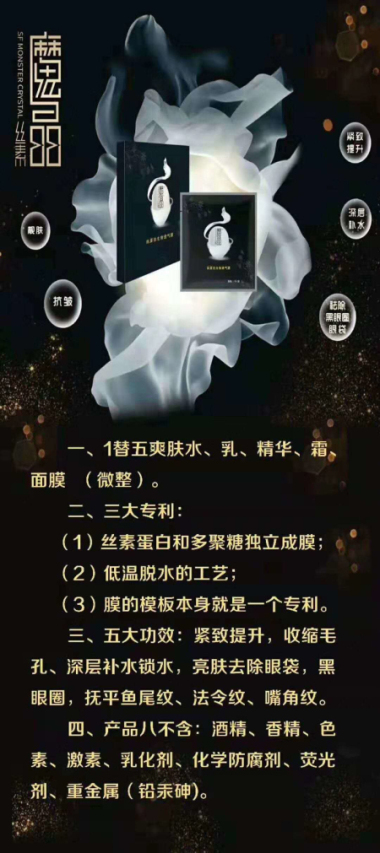 魔晶
SF MONSTER CRYSTAL
丝素
紧致
提升
深层
补水
靓肤
抗皱
祛除
黑眼圈
眼袋
一、1替五爽肤水、乳、精华、霜、
面膜 （微整）。
二、三大专利：
（1）丝素蛋白和多聚糖独立成膜；
（2）低温脱水的工艺；
（3）膜的模板本身就是一个专利。
三、五大功效：紧致提升，收缩毛
孔、深层补水锁水，亮肤去除眼袋，黑
眼圈，抚平鱼尾纹、法令纹、嘴角纹。
四、产品八不含：酒精、香精、色
素、激素、乳化剂、化学防腐剂、荧光
剂、重金属（铅汞砷)。